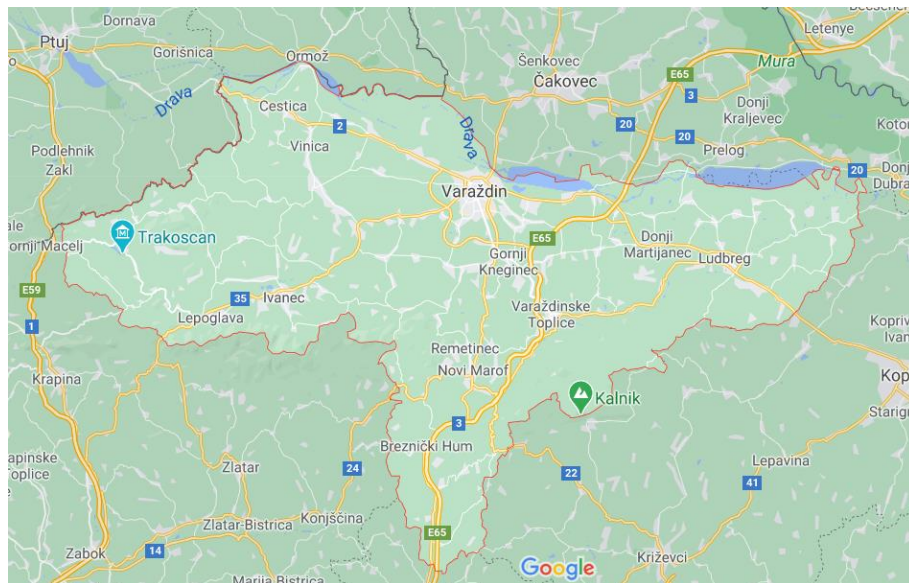 Dornava
Ptuj
Gorišnica
Ormož
Letenye
Šenkovec
Čakovec
Mura
E65
3
Drava
Cestica
Donji
Kraljevec
2
20
20
Podlehnik
Zakl
Vinica
Drava
Prelog
20
Varaždin
Trakoscan
E65
Gornji
Kneginec
Donji
Martijanec
Ludbreg
E59
35
Ivanec
Varaždinske
Toplice
Lepoglava
1
Remetinec
Novi Marof
Krapina
Kalnik
3
Breznički Hum
Zlatar
24
22
Lepavina
41
Zlatar-Bistrica
Konjščina
E65
14
Zabok
Google
Križevci
Marija Bistrica